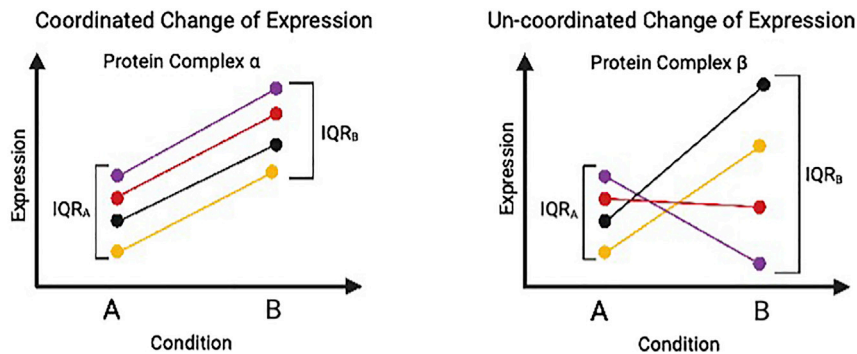 Coordinated Change of Expression
Protein Complex α
Expression
IQRA
IQRB
A
B
Condition
Un-coordinated Change of Expression
Protein Complex β
Expression
IQRA
IQRB
A
B
Condition